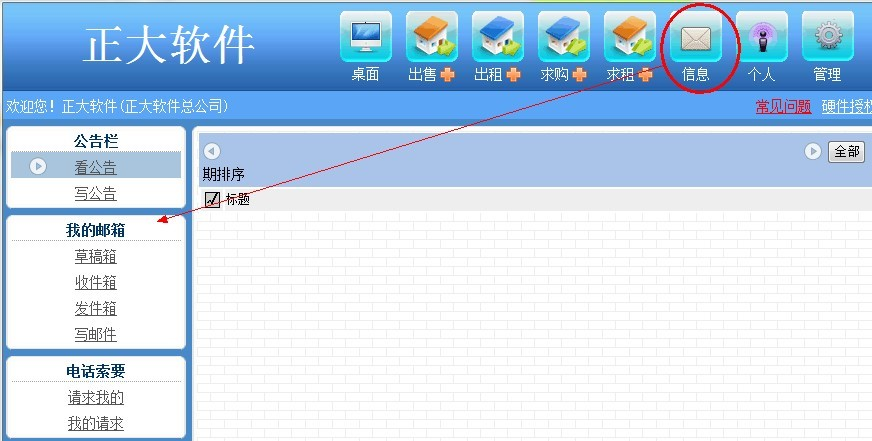 正大软件
桌面 出售 出租 求购 求租 信息 个人 管理
欢迎您！正大软件(正大软件总公司)
常见问题 硬件授权
公告栏
看公告
写公告
我的邮箱
草稿箱
收件箱
发件箱
写邮件
电话索要
请求我的
我的请求
全部
期排序
标题